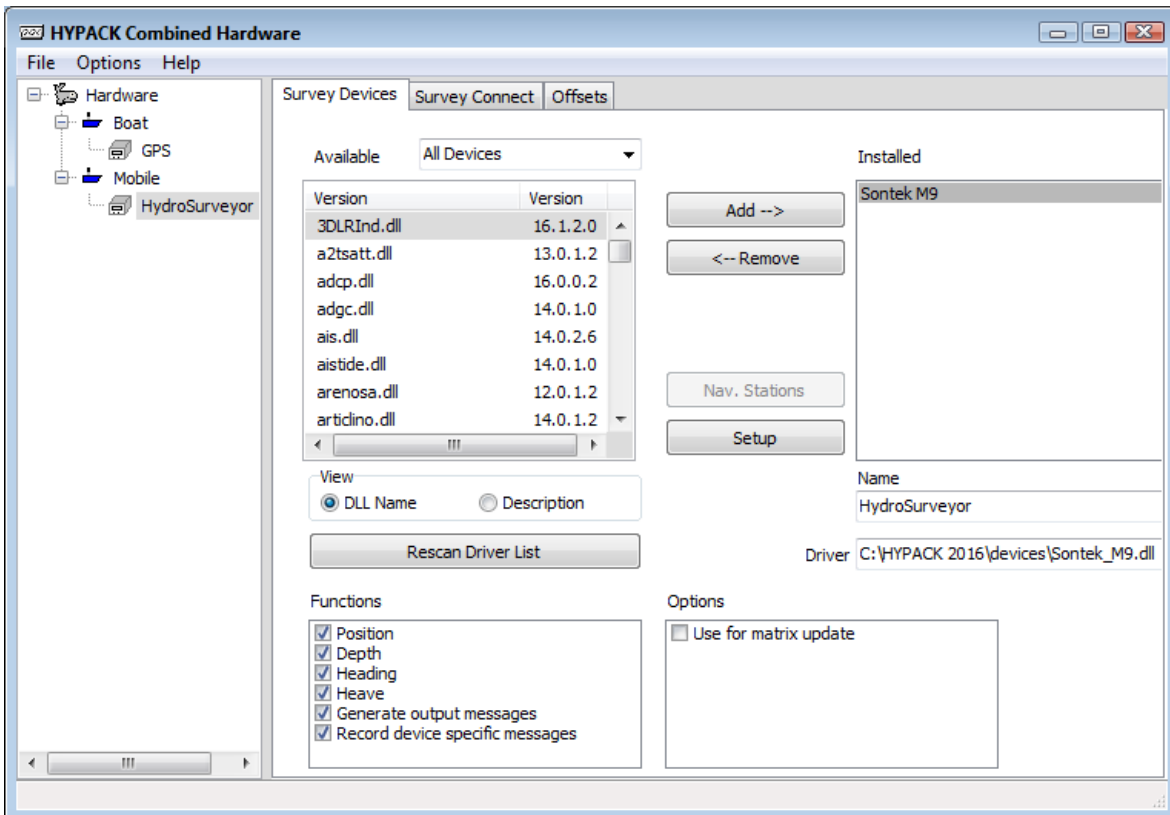 HYPACK Combined Hardware
File Options Help
Hardware
Boat
GPS
Mobile
HydroSurveyor
Survey Devices Survey Connect Offsets
Available All Devices
Installed
Version Version
3DLRInd.dll 16.1.2.0
a2tsatt.dll 13.0.1.2
adcp.dll 16.0.0.2
adgc.dll 14.0.1.0
ais.dll 14.0.2.6
aistide.dll 14.0.1.0
arenosa.dll 12.0.1.2
articlino.dll 14.0.1.2
Add -->
<-- Remove
Nav. Stations
Setup
Sontek M9
View
DLL Name Description
Rescan Driver List
Name
HydroSurveyor
Driver C:\HYPACK 2016\devices\Sontek_M9.dll
Functions
Position
Depth
Heading
Heave
Generate output messages
Record device specific messages
Options
Use for matrix update